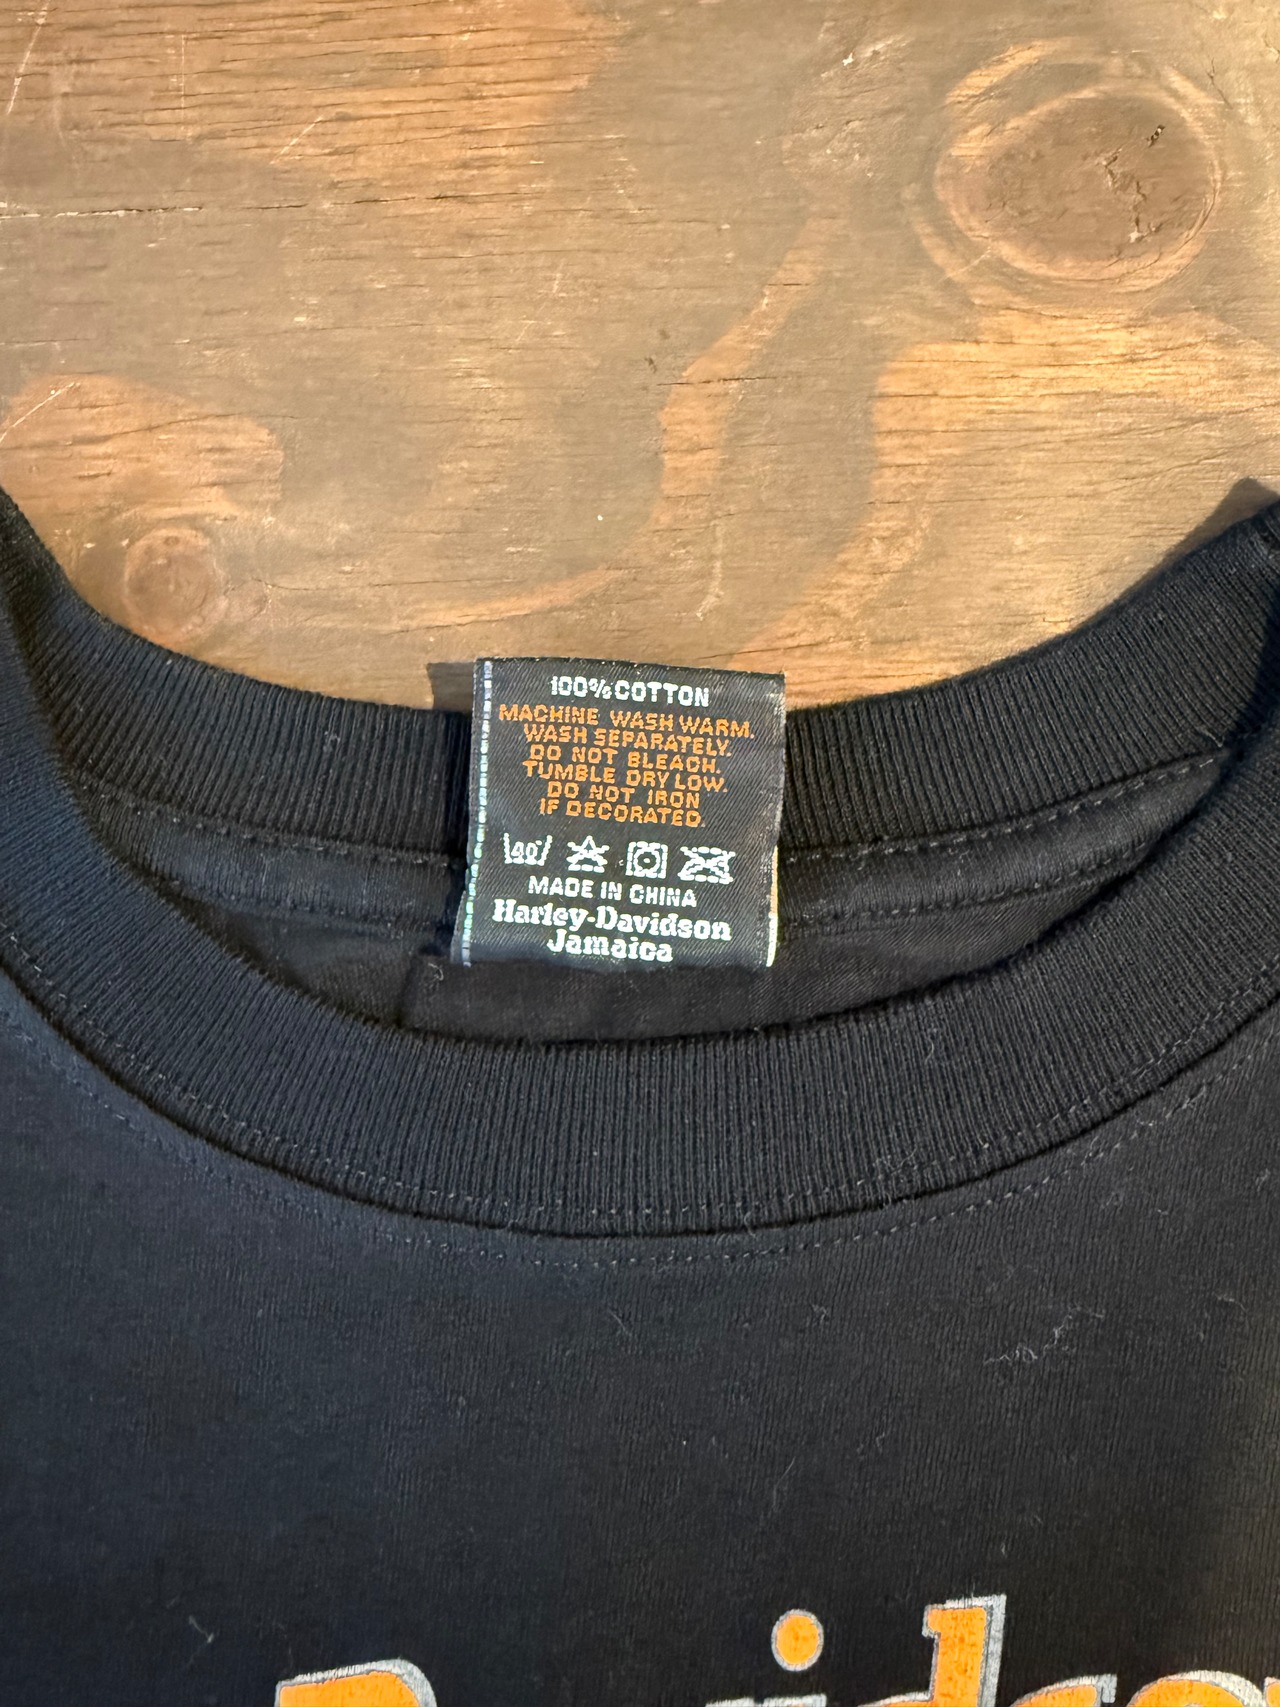 100% COTTON
MACHINE WASH WARM.
WASH SEPARATELY.
DO NOT BLEACH.
TUMBLE DRY LOW.
DO NOT IRON
IF DECORATED.
40°
MADE IN CHINA
Harley-Davidson
Jamaica